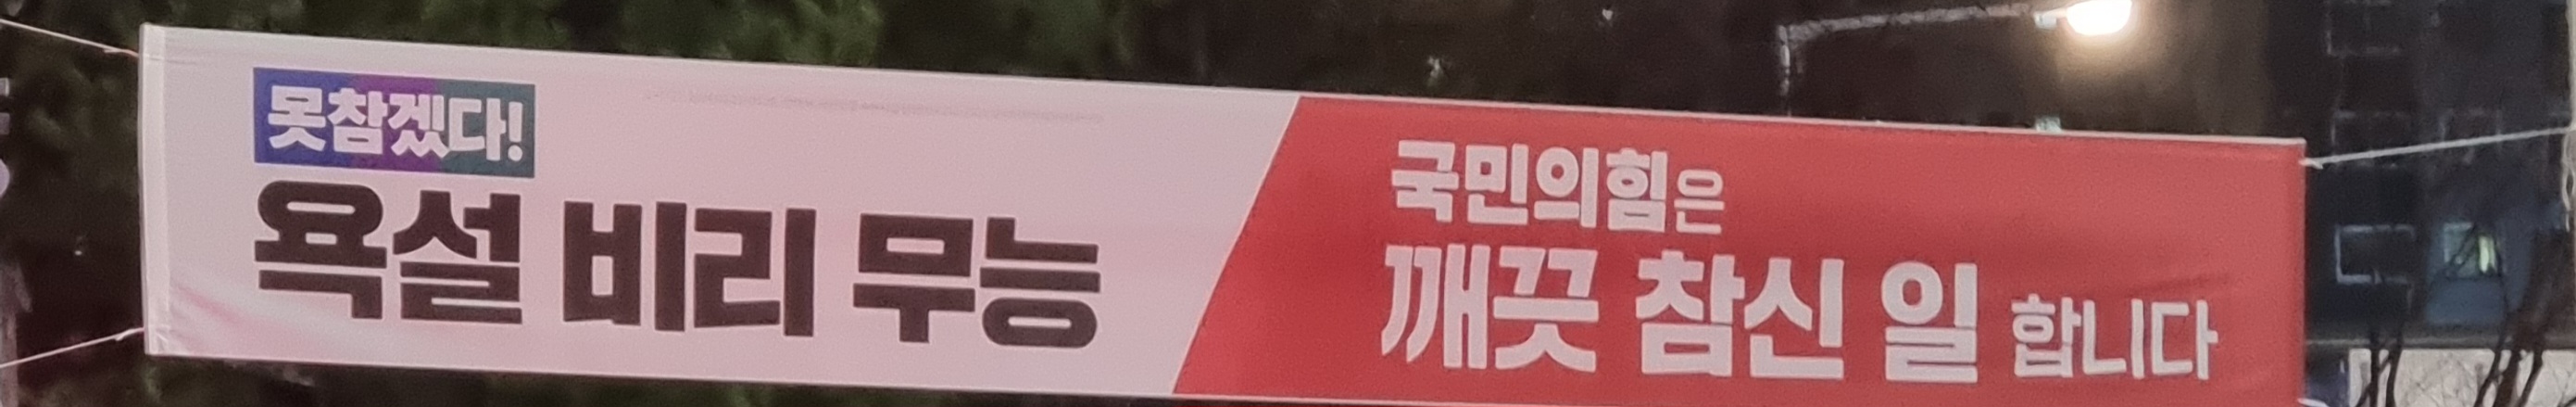 못참겠다!
욕설 비리 무능
국민의힘은
깨끗 참신 일 합니다